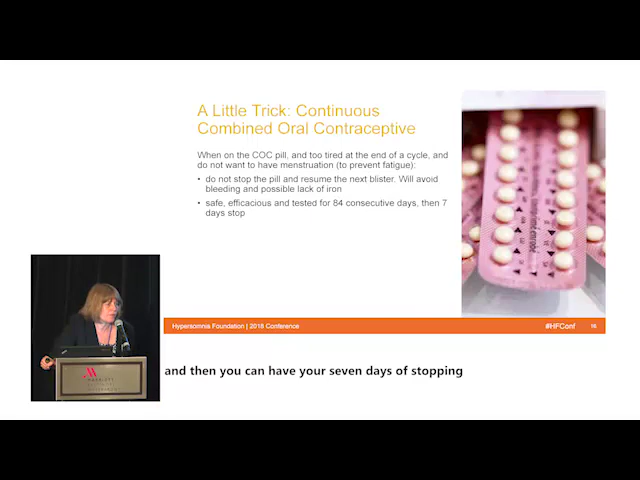 A Little Trick: Continuous
Combined Oral Contraceptive
When on the COC pill, and too tired at the end of a cycle, and
do not want to have menstruation (to prevent fatigue):
• do not stop the pill and resume the next blister. Will avoid
bleeding and possible lack of iron
• safe, efficacious and tested for 84 consecutive days, then 7
days stop
Hypersomnia Foundation | 2018 Conference
#HFConf
16
MARRIOTT
and then you can have your seven days of stopping